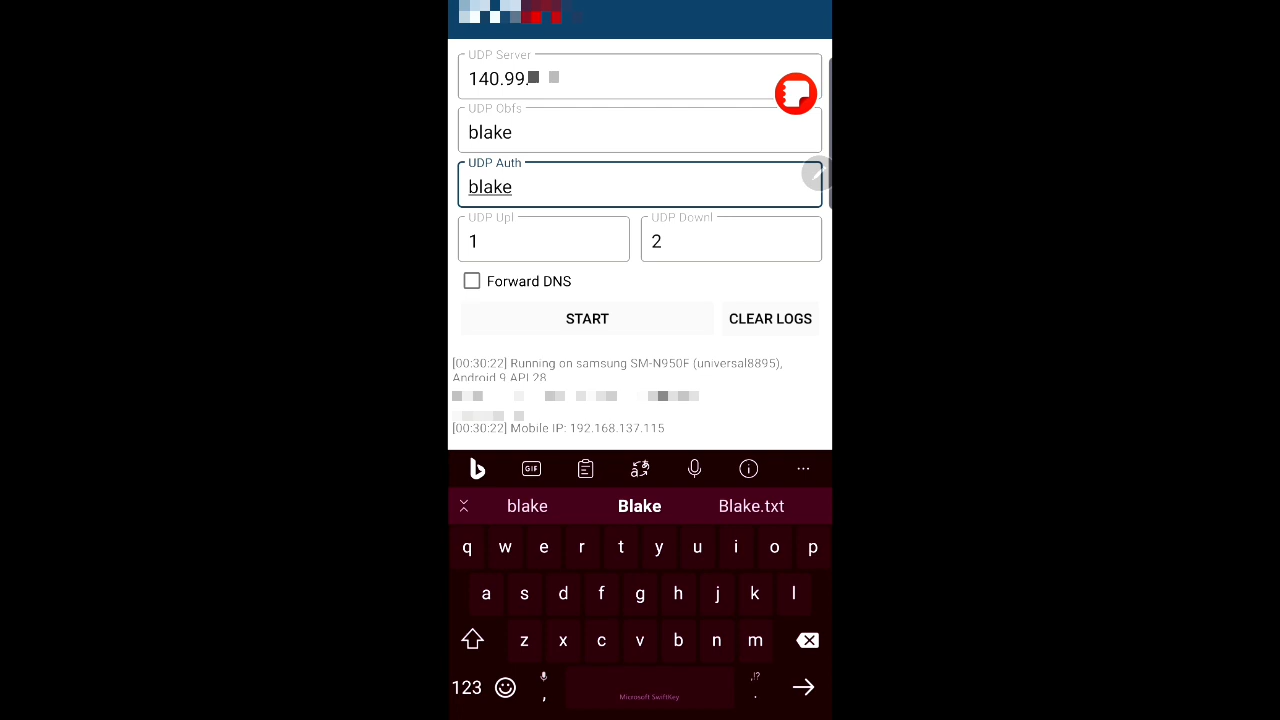 UDP Server
140.99.
UDP Obfs
blake
UDP Auth
blake
UDP Upl UDP Downl
1 2
Forward DNS
START CLEAR LOGS
[00:30:22] Running on samsung SM-N950F (universal8895),
Android 9 API 28
[00:30:22] Mobile IP: 192.168.137.115
GIF
blake Blake Blake.txt
q w e r t y u i o p
a s d f g h j k l
z x c v b n m
123 , Microsoft SwiftKey ,!? .